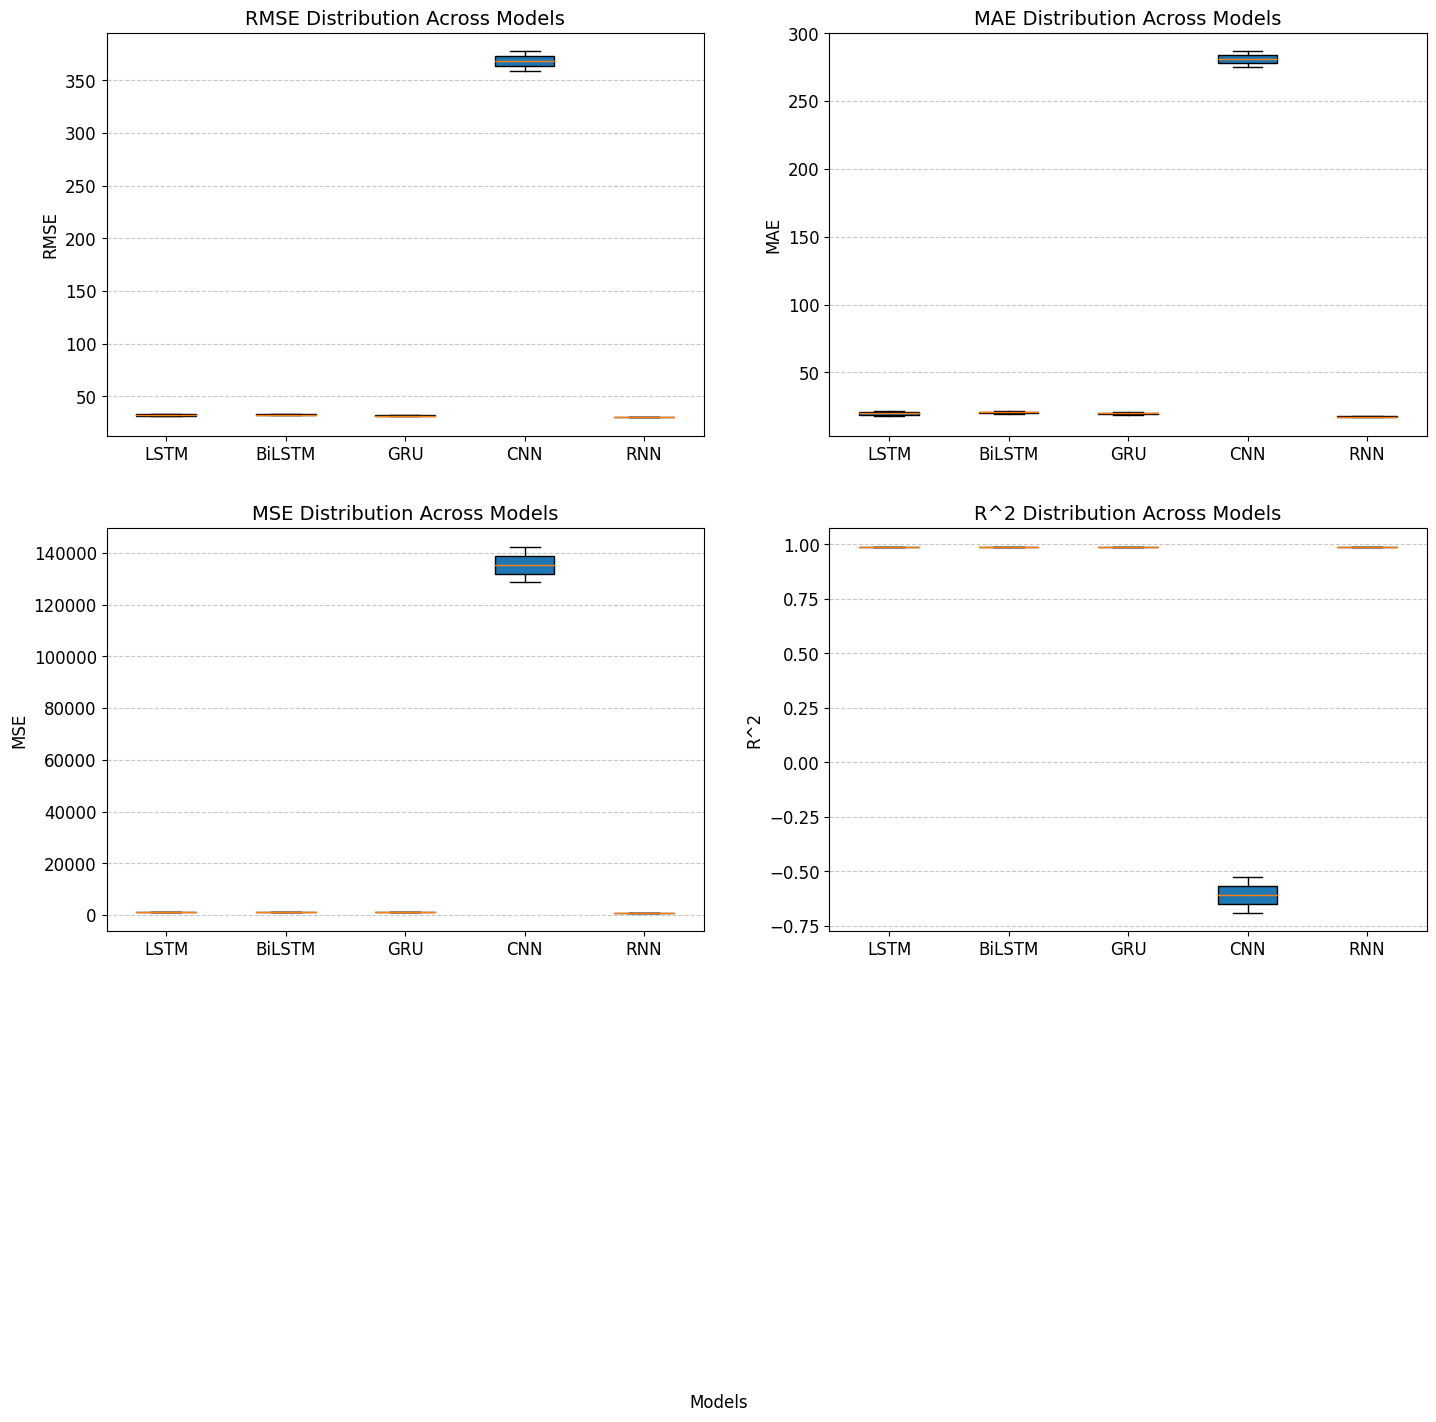 RMSE Distribution Across Models
RMSE
350
300
250
200
150
100
50
LSTM BiLSTM GRU CNN RNN
MAE Distribution Across Models
MAE
300
250
200
150
100
50
LSTM BiLSTM GRU CNN RNN
MSE Distribution Across Models
MSE
140000
120000
100000
80000
60000
40000
20000
0
LSTM BiLSTM GRU CNN RNN
R^2 Distribution Across Models
R^2
1.00
0.75
0.50
0.25
0.00
−0.25
−0.50
−0.75
LSTM BiLSTM GRU CNN RNN
Models